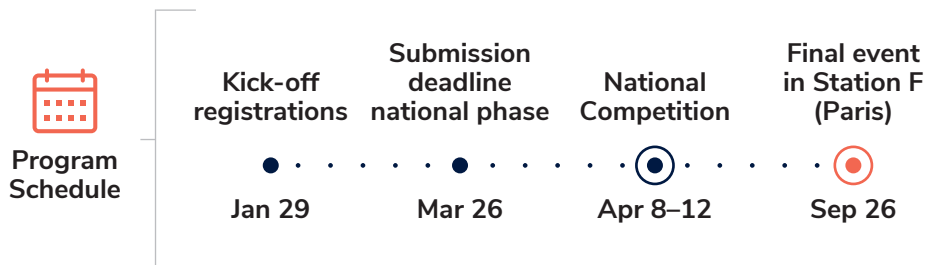 Program
Schedule
Kick-off
registrations
Jan 29
Submission
deadline
national phase
Mar 26
National
Competition
Apr 8–12
Final event
in Station F
(Paris)
Sep 26